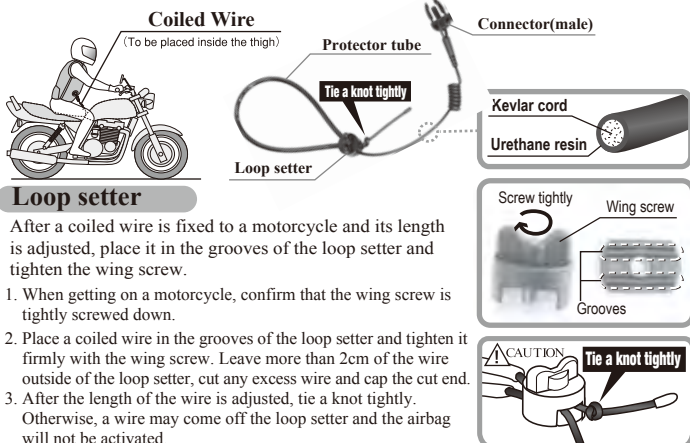 Coiled Wire
(To be placed inside the thigh)
Connector(male)
Protector tube
Tie a knot tightly
Loop setter
Kevlar cord
Urethane resin
Loop setter
After a coiled wire is fixed to a motorcycle and its length
is adjusted, place it in the grooves of the loop setter and
tighten the wing screw.
1. When getting on a motorcycle, confirm that the wing screw is
tightly screwed down.
2. Place a coiled wire in the grooves of the loop setter and tighten it
firmly with the wing screw. Leave more than 2cm of the wire
outside of the loop setter, cut any excess wire and cap the cut end.
3. After the length of the wire is adjusted, tie a knot tightly.
Otherwise, a wire may come off the loop setter and the airbag
will not be activated
Screw tightly
Wing screw
Grooves
CAUTION
Tie a knot tightly